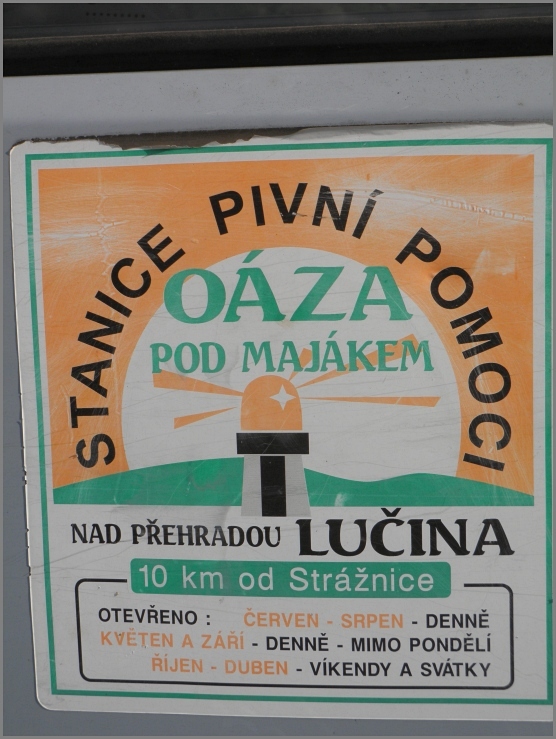 STANICE PIVNÍ POMOCI
OÁZA
POD MAJÁKEM
NAD PŘEHRADOU LUČINA
10 km od Strážnice
OTEVŘENO : ČERVEN - SRPEN - DENNĚ
KVĚTEN A ZÁŘÍ - DENNĚ - MIMO PONDĚLÍ
ŘÍJEN - DUBEN - VÍKENDY A SVÁTKY